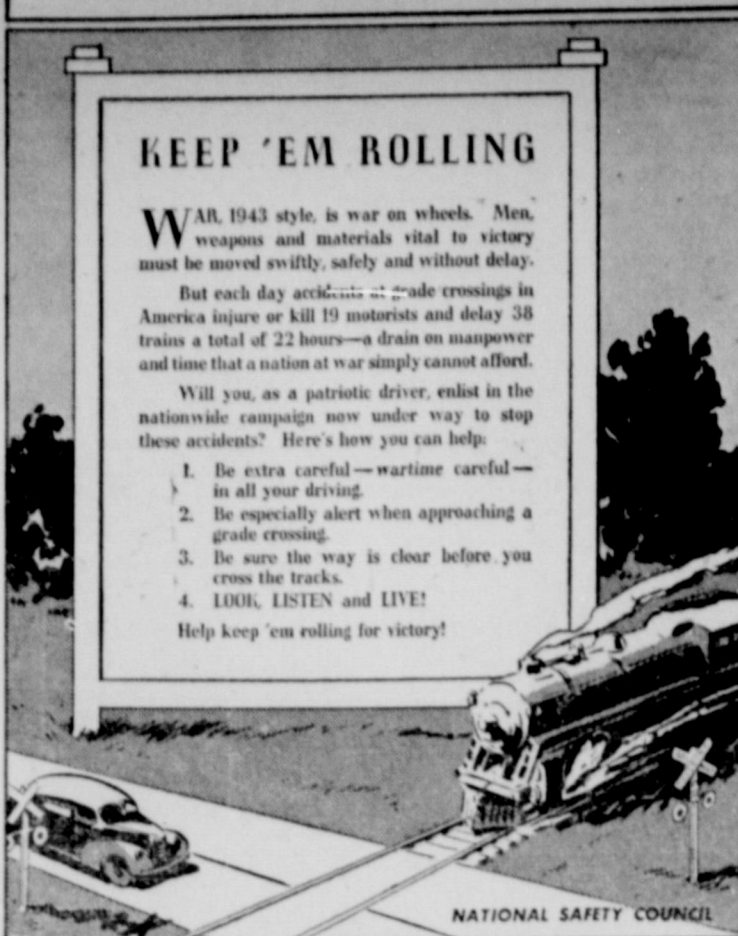 KEEP 'EM ROLLING
WAR, 1943 style, is war on wheels. Men,
weapons and materials vital to victory
must be moved swiftly, safely and without delay.
But each day accidents at grade crossings in
America injure or kill 19 motorists and delay 38
trains a total of 22 hours—a drain on manpower
and time that a nation at war simply cannot afford.
Will you, as a patriotic driver, enlist in the
nationwide campaign now under way to stop
these accidents? Here's how you can help:
1. Be extra careful—wartime careful—
in all your driving.
2. Be especially alert when approaching a
grade crossing.
3. Be sure the way is clear before you
cross the tracks.
4. LOOK, LISTEN and LIVE!
Help keep 'em rolling for victory!
NATIONAL SAFETY COUNCIL